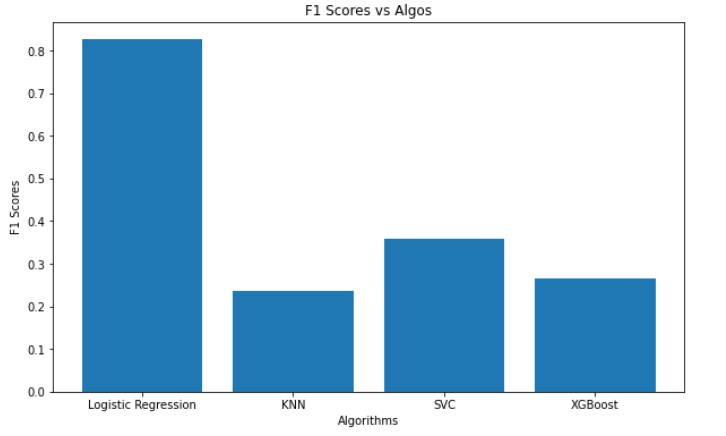 F1 Scores vs Algos
F1 Scores
0.8
0.7
0.6
0.5
0.4
0.3
0.2
0.1
0.0
Logistic Regression
KNN
SVC
XGBoost
Algorithms